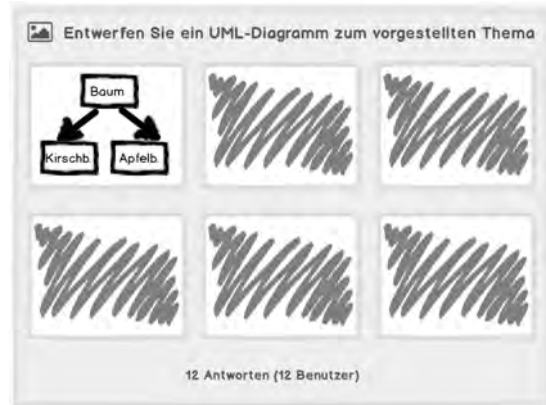 Entwerfen Sie ein UML-Diagramm zum vorgestellten Thema
Baum
Kirschb. Apfelb.
12 Antworten (12 Benutzer)